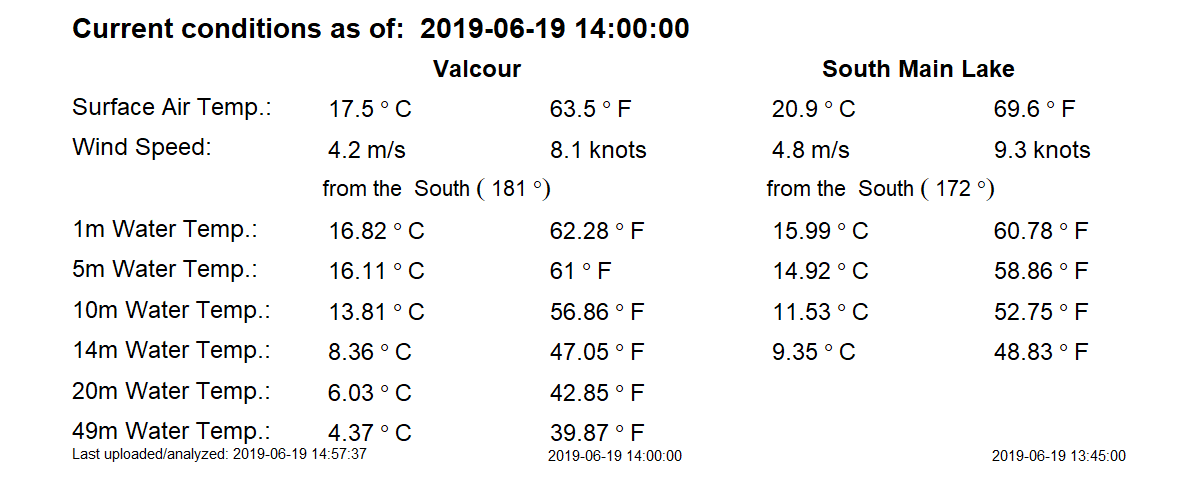 Current conditions as of: 2019-06-19 14:00:00
Valcour South Main Lake
Surface Air Temp.: 17.5 ° C 63.5 ° F 20.9 ° C 69.6 ° F
Wind Speed: 4.2 m/s 8.1 knots 4.8 m/s 9.3 knots
from the South ( 181 °) from the South ( 172 °)
1m Water Temp.: 16.82 ° C 62.28 ° F 15.99 ° C 60.78 ° F
5m Water Temp.: 16.11 ° C 61 ° F 14.92 ° C 58.86 ° F
10m Water Temp.: 13.81 ° C 56.86 ° F 11.53 ° C 52.75 ° F
14m Water Temp.: 8.36 ° C 47.05 ° F 9.35 ° C 48.83 ° F
20m Water Temp.: 6.03 ° C 42.85 ° F
49m Water Temp.: 4.37 ° C 39.87 ° F
Last uploaded/analyzed: 2019-06-19 14:57:37 2019-06-19 14:00:00 2019-06-19 13:45:00